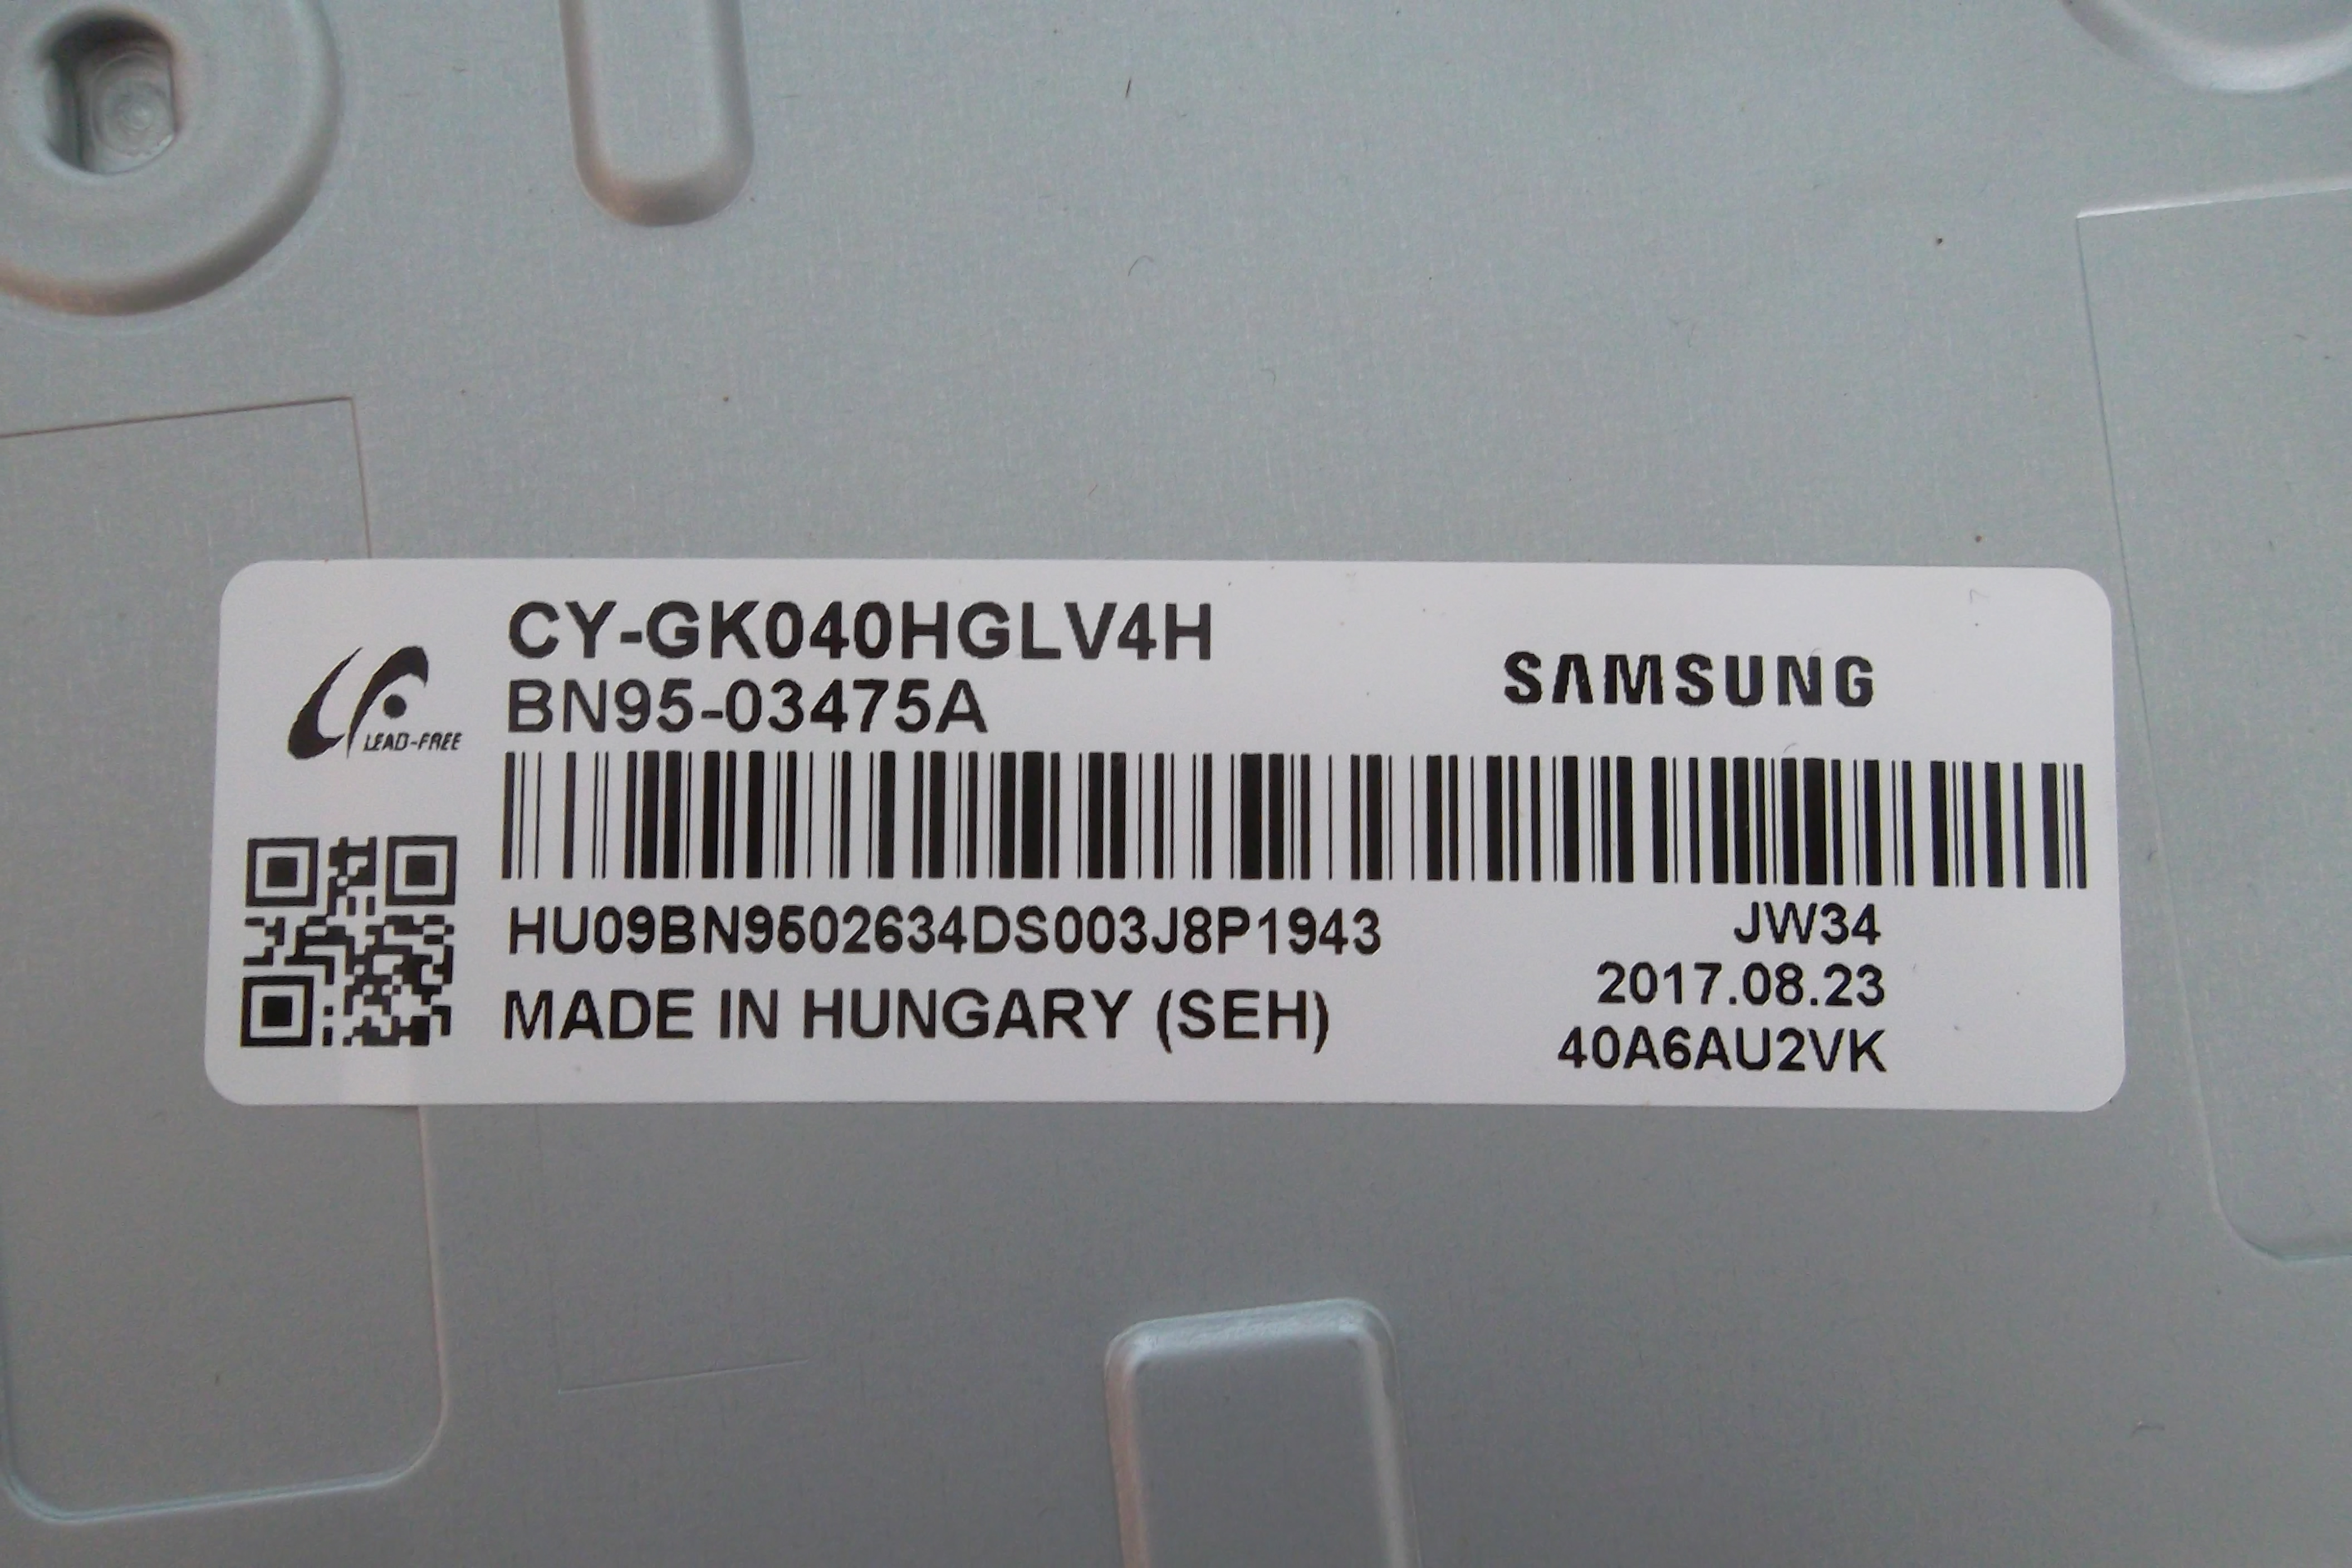 CY-GK040HGLV4H
BN95-03475A
SAMSUNG
LEAD-FREE
HU09BN9502634DS003J8P1943
JW34
MADE IN HUNGARY (SEH)
2017.08.23
40A6AU2VK